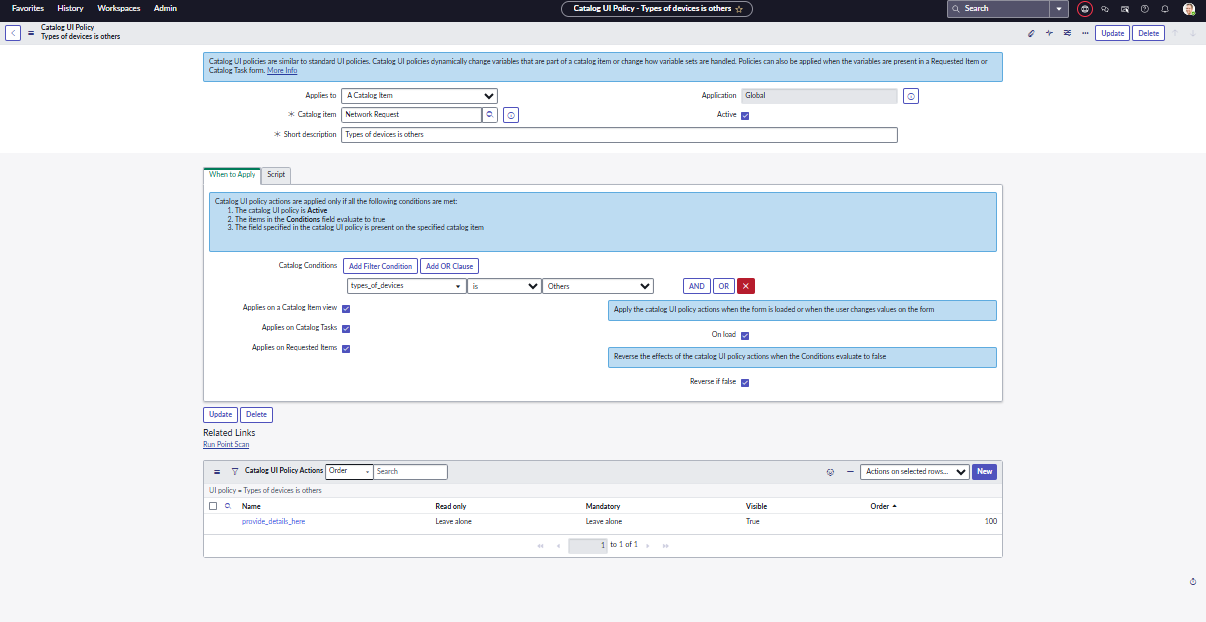 Favorites History Workspaces Admin
Catalog UI Policy - Types of devices is others
Search
Catalog UI Policy
Types of devices is others
Update Delete
Catalog UI policies are similar to standard UI policies. Catalog UI policies dynamically change variables that are part of a catalog item or change how variable sets are handled. Policies can also be applied when the variables are present in a Requested Item or
Catalog Task form. More Info
Applies to A Catalog Item
Application Global
Catalog item Network Request
Active
Short description Types of devices is others
When to Apply Script
Catalog UI policy actions are applied only if all the following conditions are met:
1. The catalog UI policy is Active
2. The items in the Conditions field evaluate to true
3. The field specified in the catalog UI policy is present on the specified catalog item
Catalog Conditions Add Filter Condition Add OR Clause
types_of_devices is Others AND OR
Applies on a Catalog Item view
Apply the catalog UI policy actions when the form is loaded or when the user changes values on the form
Applies on Catalog Tasks
On load
Applies on Requested Items
Reverse the effects of the catalog UI policy actions when the Conditions evaluate to false
Reverse if false
Update Delete
Related Links
Run Point Scan
Catalog UI Policy Actions Order Search
Actions on selected rows... New
UI policy = Types of devices is others
Name Read only Mandatory Visible Order
provide_details_here Leave alone Leave alone True 100
1 to 1 of 1